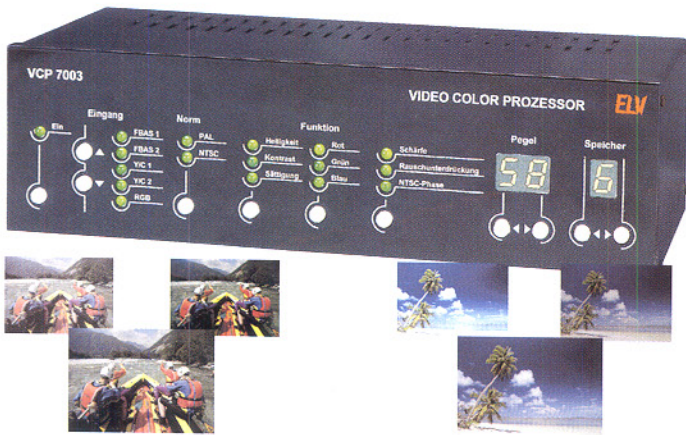 VCP 7003
VIDEO COLOR PROZESSOR ELV
Eingang
Norm
Funktion
Pegel
Speicher
Ein
FBAS 1
FBAS 2
Y/C 1
Y/C 2
RGB
PAL
NTSC
Helligkeit
Kontrast
Sättigung
Rot
Grün
Blau
Schärfe
Rauschunterdrückung
NTSC-Phase
58
6